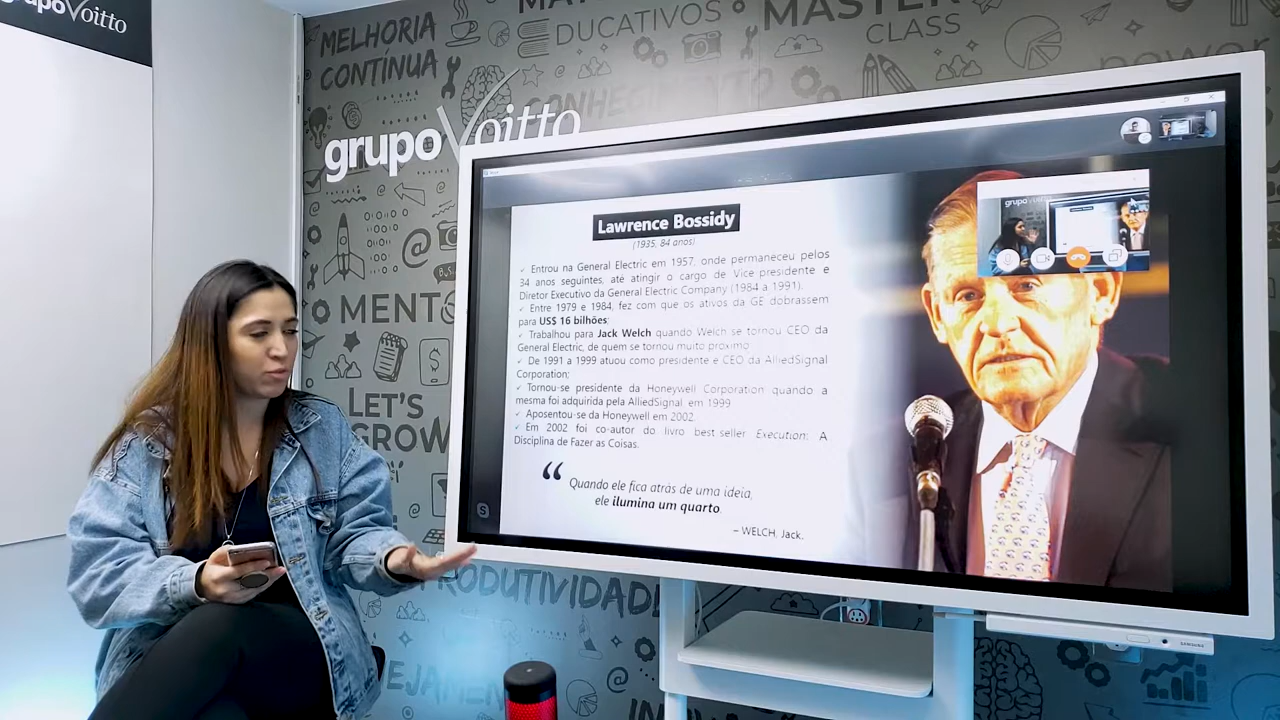 grupoVoitto
MELHORIA
CONTÍNUA
EDUCATIVOS
MASTER
CLASS
power
grupoVoitto
MENTO
LET'S
GROW
PRODUTIVIDADE
Lawrence Bossidy
(1935, 84 anos)
✓ Entrou na General Electric em 1957, onde permaneceu pelos
34 anos seguintes, até atingir o cargo de Vice presidente e
Diretor Executivo da General Electric Company (1984 a 1991).
✓ Entre 1979 e 1984, fez com que os ativos da GE dobrassem
para US$ 16 bilhões;
✓ Trabalhou para Jack Welch quando Welch se tornou CEO da
General Electric, de quem se tornou muito próximo
✓ De 1991 a 1999 atuou como presidente e CEO da AlliedSignal
Corporation;
✓ Tornou-se presidente da Honeywell Corporation quando a
mesma foi adquirida pela AlliedSignal em 1999
✓ Aposentou-se da Honeywell em 2002.
✓ Em 2002 foi co-autor do livro best-seller Execution: A
Disciplina de Fazer as Coisas.
“ Quando ele fica atrás de uma ideia,
ele ilumina um quarto.
– WELCH, Jack.
grupoVoitto
SAMSUNG